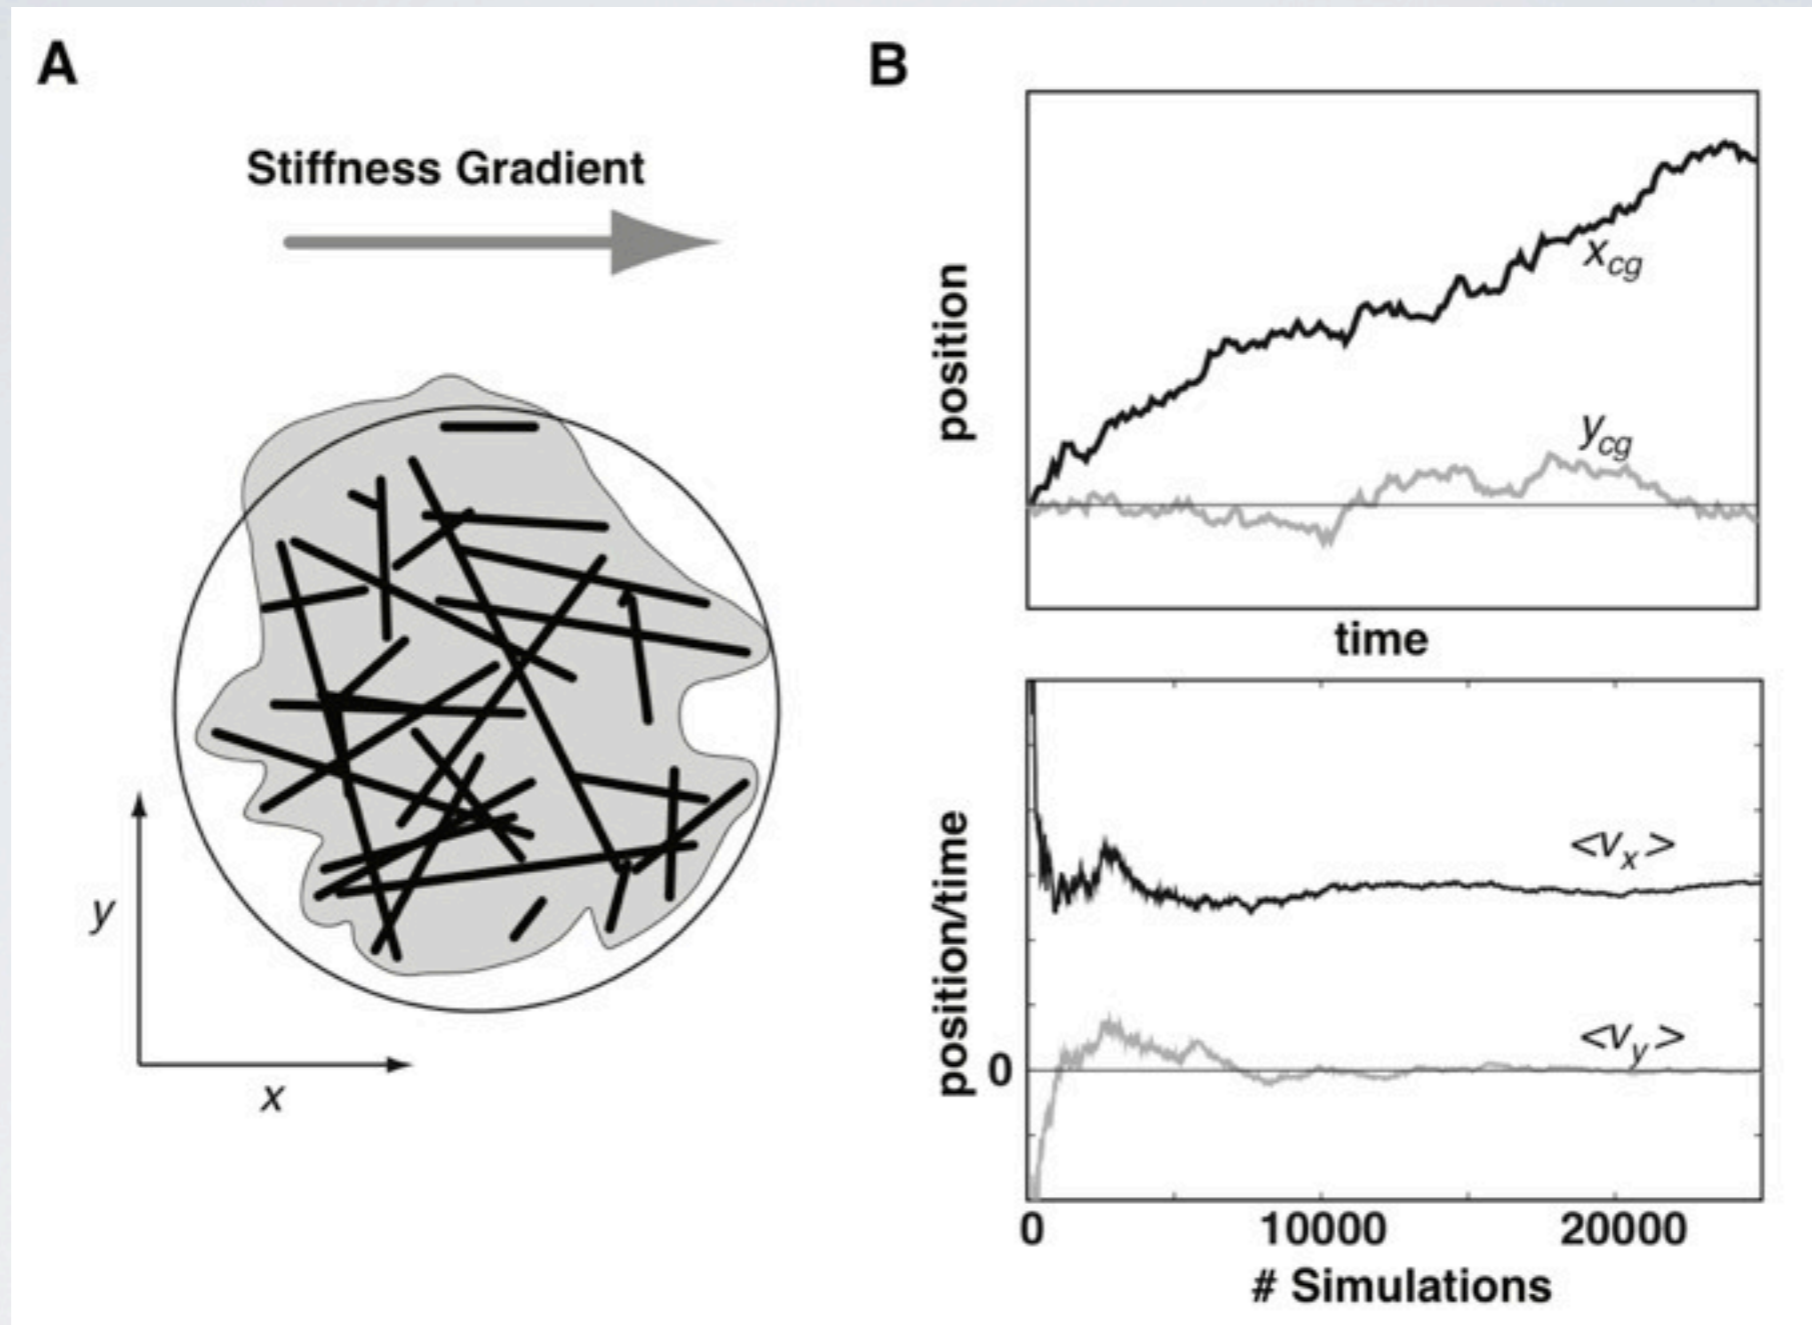 A
Stiffness Gradient
y
x
B
position
x_cg
y_cg
time
position/time
<v_x>
<v_y>
0
0 10000 20000
# Simulations